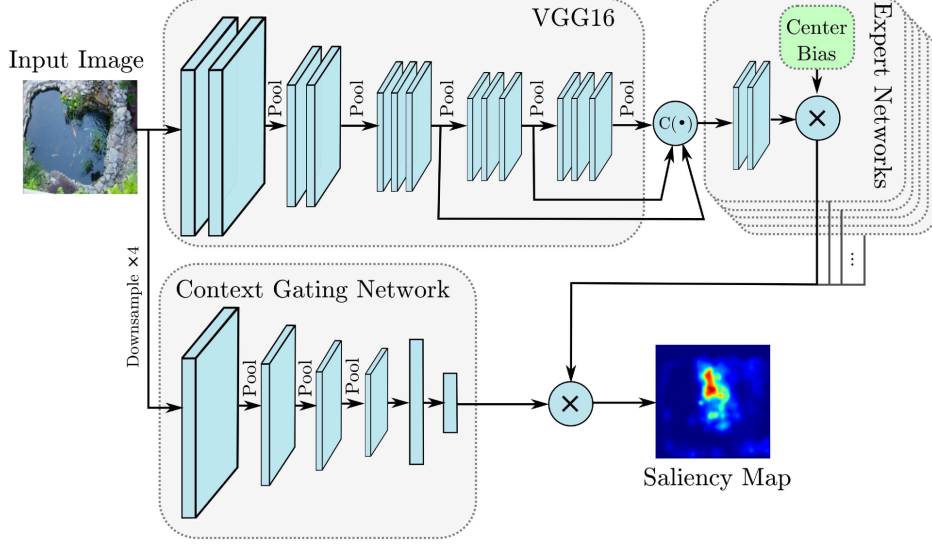 VGG16
Input Image
Pool
Pool
Pool
Pool
Pool
C(•)
Center
Bias
×
Expert Networks
Downsample ×4
...
Context Gating Network
Pool
Pool
Pool
×
Saliency Map